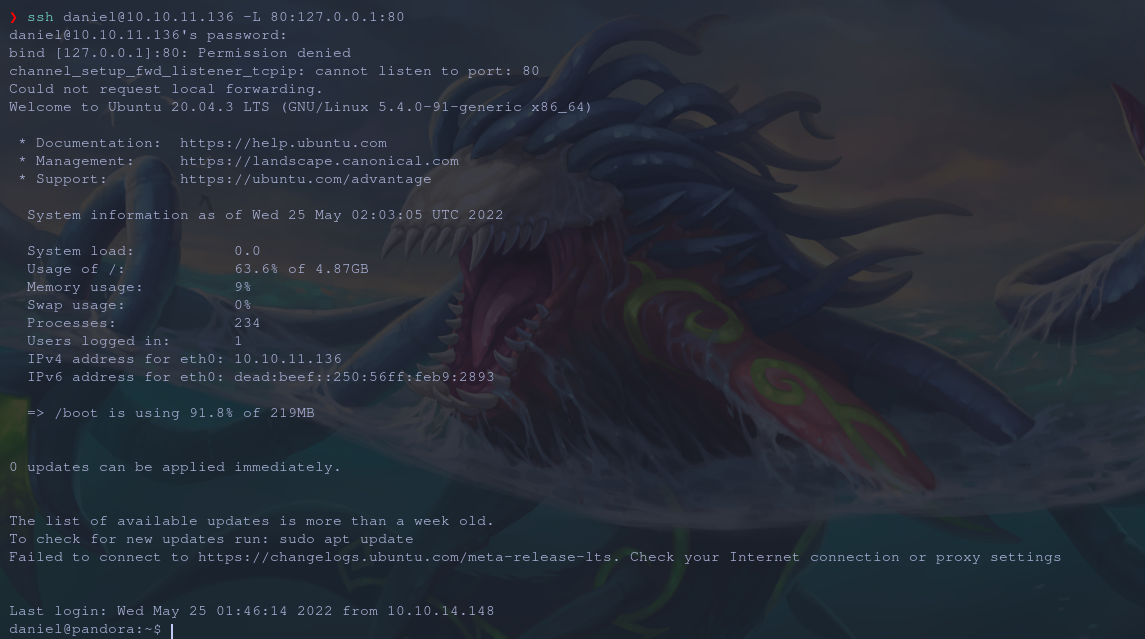 ❯ ssh daniel@10.10.11.136 -L 80:127.0.0.1:80
daniel@10.10.11.136's password:
bind [127.0.0.1]:80: Permission denied
channel_setup_fwd_listener_tcpip: cannot listen to port: 80
Could not request local forwarding.
Welcome to Ubuntu 20.04.3 LTS (GNU/Linux 5.4.0-91-generic x86_64)
* Documentation:  https://help.ubuntu.com
* Management:     https://landscape.canonical.com
* Support:        https://ubuntu.com/advantage
System information as of Wed 25 May 02:03:05 UTC 2022
System load:           0.0
Usage of /:            63.6% of 4.87GB
Memory usage:          9%
Swap usage:            0%
Processes:             234
Users logged in:       1
IPv4 address for eth0: 10.10.11.136
IPv6 address for eth0: dead:beef::250:56ff:feb9:2893
=> /boot is using 91.8% of 219MB
0 updates can be applied immediately.
The list of available updates is more than a week old.
To check for new updates run: sudo apt update
Failed to connect to https://changelogs.ubuntu.com/meta-release-lts. Check your Internet connection or proxy settings
Last login: Wed May 25 01:46:14 2022 from 10.10.14.148
daniel@pandora:~$